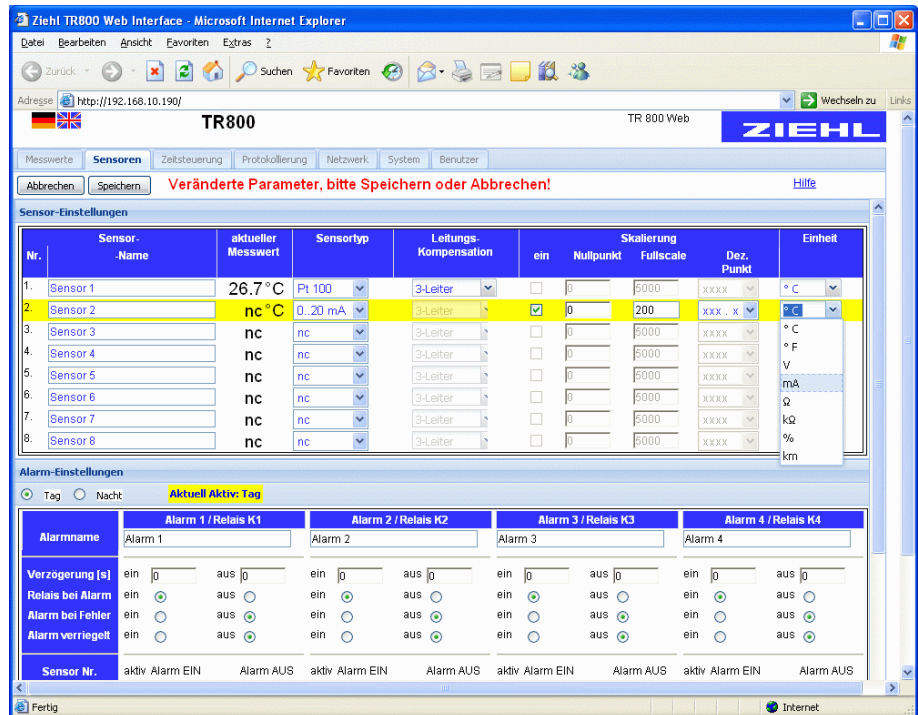 Ziehl TR800 Web Interface - Microsoft Internet Explorer
Datei Bearbeiten Ansicht Favoriten Extras ?
Zurück Suchen Favoriten
Adresse http://192.168.10.190/ Wechseln zu Links
TR800 TR 800 Web ZIEHL
Messwerte Sensoren Zeitsteuerung Protokollierung Netzwerk System Benutzer
Abbrechen Speichern Veränderte Parameter, bitte Speichern oder Abbrechen! Hilfe
Sensor-Einstellungen
Sensor- aktueller Sensortyp Leitungs- Skalierung Einheit
Nr. -Name Messwert Kompensation ein Nullpunkt Fullscale Dez.
Punkt
1. Sensor 1 26.7°C Pt 100 3-Leiter 0 5000 xxxx ° C
2. Sensor 2 nc°C 0..20 mA 3-Leiter 0 200 xxx . x ° C
3. Sensor 3 nc nc 3-Leiter 0 5000 xxxx ° C
4. Sensor 4 nc nc 3-Leiter 0 5000 xxxx ° F
5. Sensor 5 nc nc 3-Leiter 0 5000 xxxx V
mA
6. Sensor 6 nc nc 3-Leiter 0 5000 xxxx Ω
7. Sensor 7 nc nc 3-Leiter 0 5000 xxxx kΩ
8. Sensor 8 nc nc 3-Leiter 0 5000 xxxx %
km
Alarm-Einstellungen
Tag Nacht Aktuell Aktiv: Tag
Alarm 1 / Relais K1 Alarm 2 / Relais K2 Alarm 3 / Relais K3 Alarm 4 / Relais K4
Alarmname Alarm 1 Alarm 2 Alarm 3 Alarm 4
Verzögerung [s] ein 0 aus 0 ein 0 aus 0 ein 0 aus 0 ein 0 aus 0
Relais bei Alarm ein aus ein aus ein aus ein aus
Alarm bei Fehler ein aus ein aus ein aus ein aus
Alarm verriegelt ein aus ein aus ein aus ein aus
Sensor Nr. aktiv Alarm EIN Alarm AUS aktiv Alarm EIN Alarm AUS aktiv Alarm EIN Alarm AUS aktiv Alarm EIN Alarm AUS
Fertig Internet